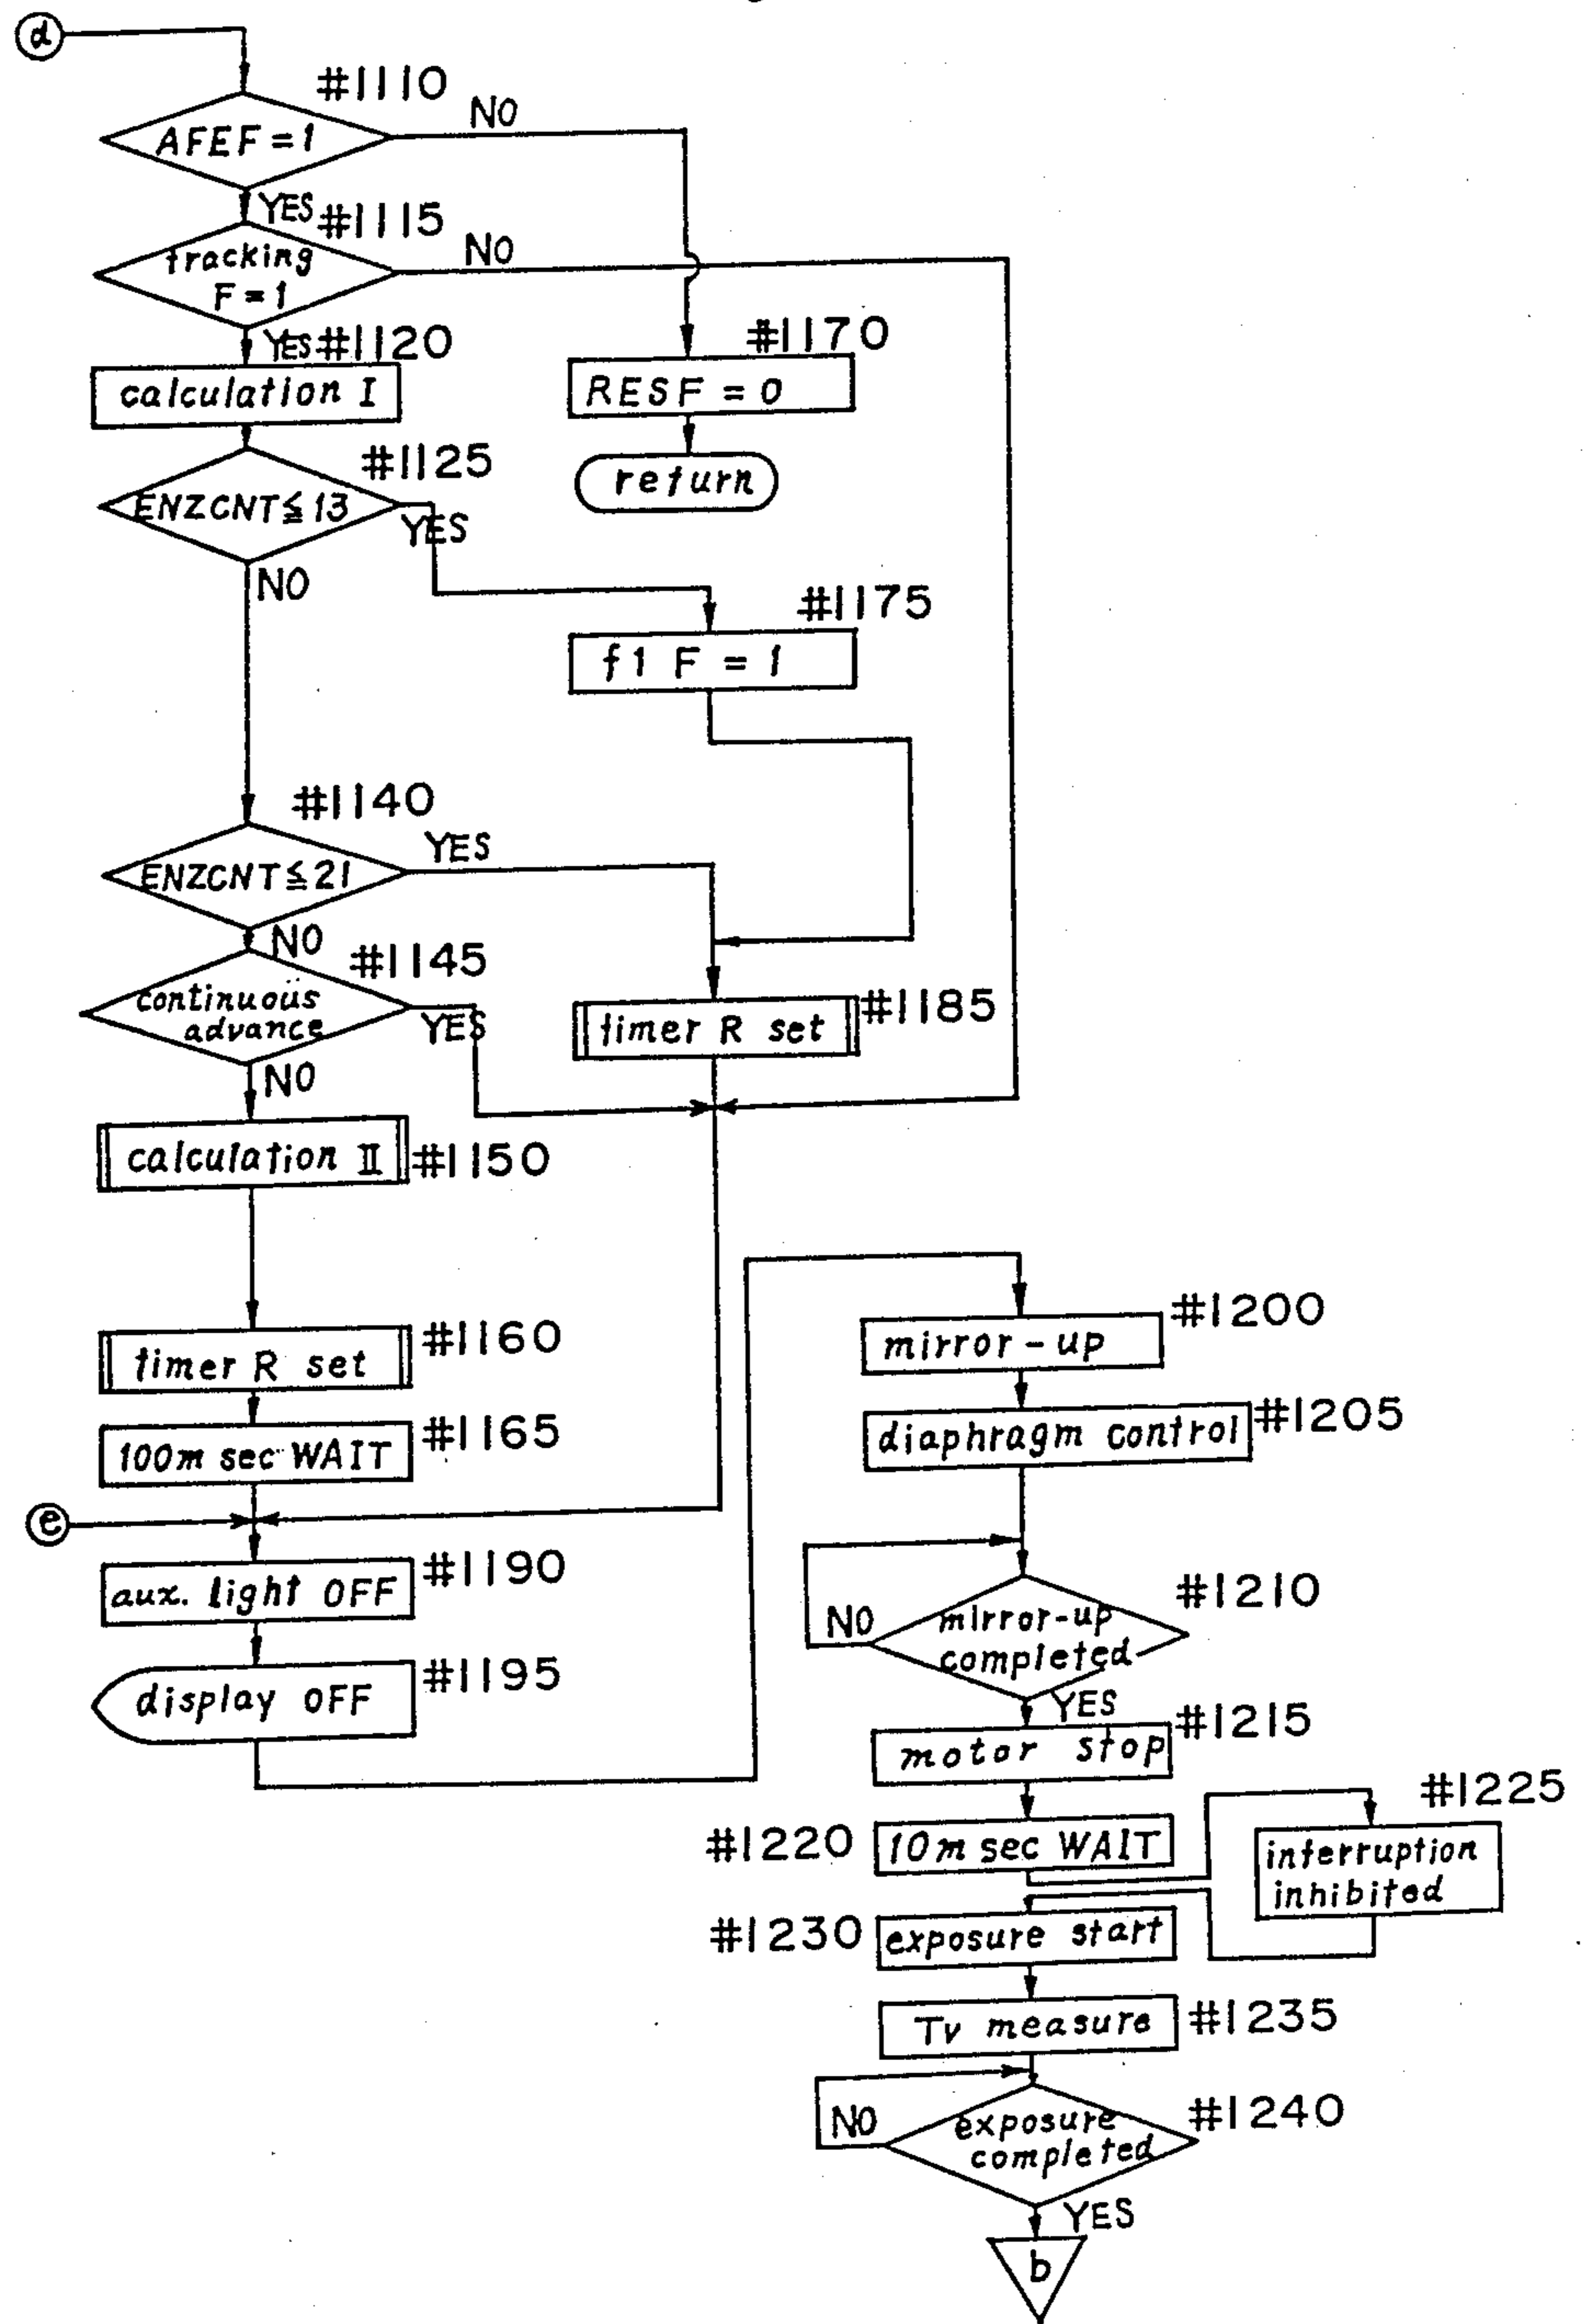 d
#1110
AFEF = 1
NO
YES
#1115
tracking
F = 1
NO
YES
#1120
calculation I
#1170
RESF = 0
return
#1125
ENZCNT ≦ 13
YES
NO
#1175
f1 F = 1
#1140
ENZCNT ≦ 21
YES
NO
#1145
continuous
advance
YES
NO
timer R set
#1185
calculation II
#1150
timer R set
#1160
100m sec WAIT
#1165
e
aux. light OFF
#1190
display OFF
#1195
mirror-up
#1200
diaphragm control
#1205
#1210
mirror-up
completed
NO
YES
motor stop
#1215
#1220
10m sec WAIT
#1225
interruption
inhibited
#1230
exposure start
Tv measure
#1235
exposure
completed
#1240
NO
YES
b